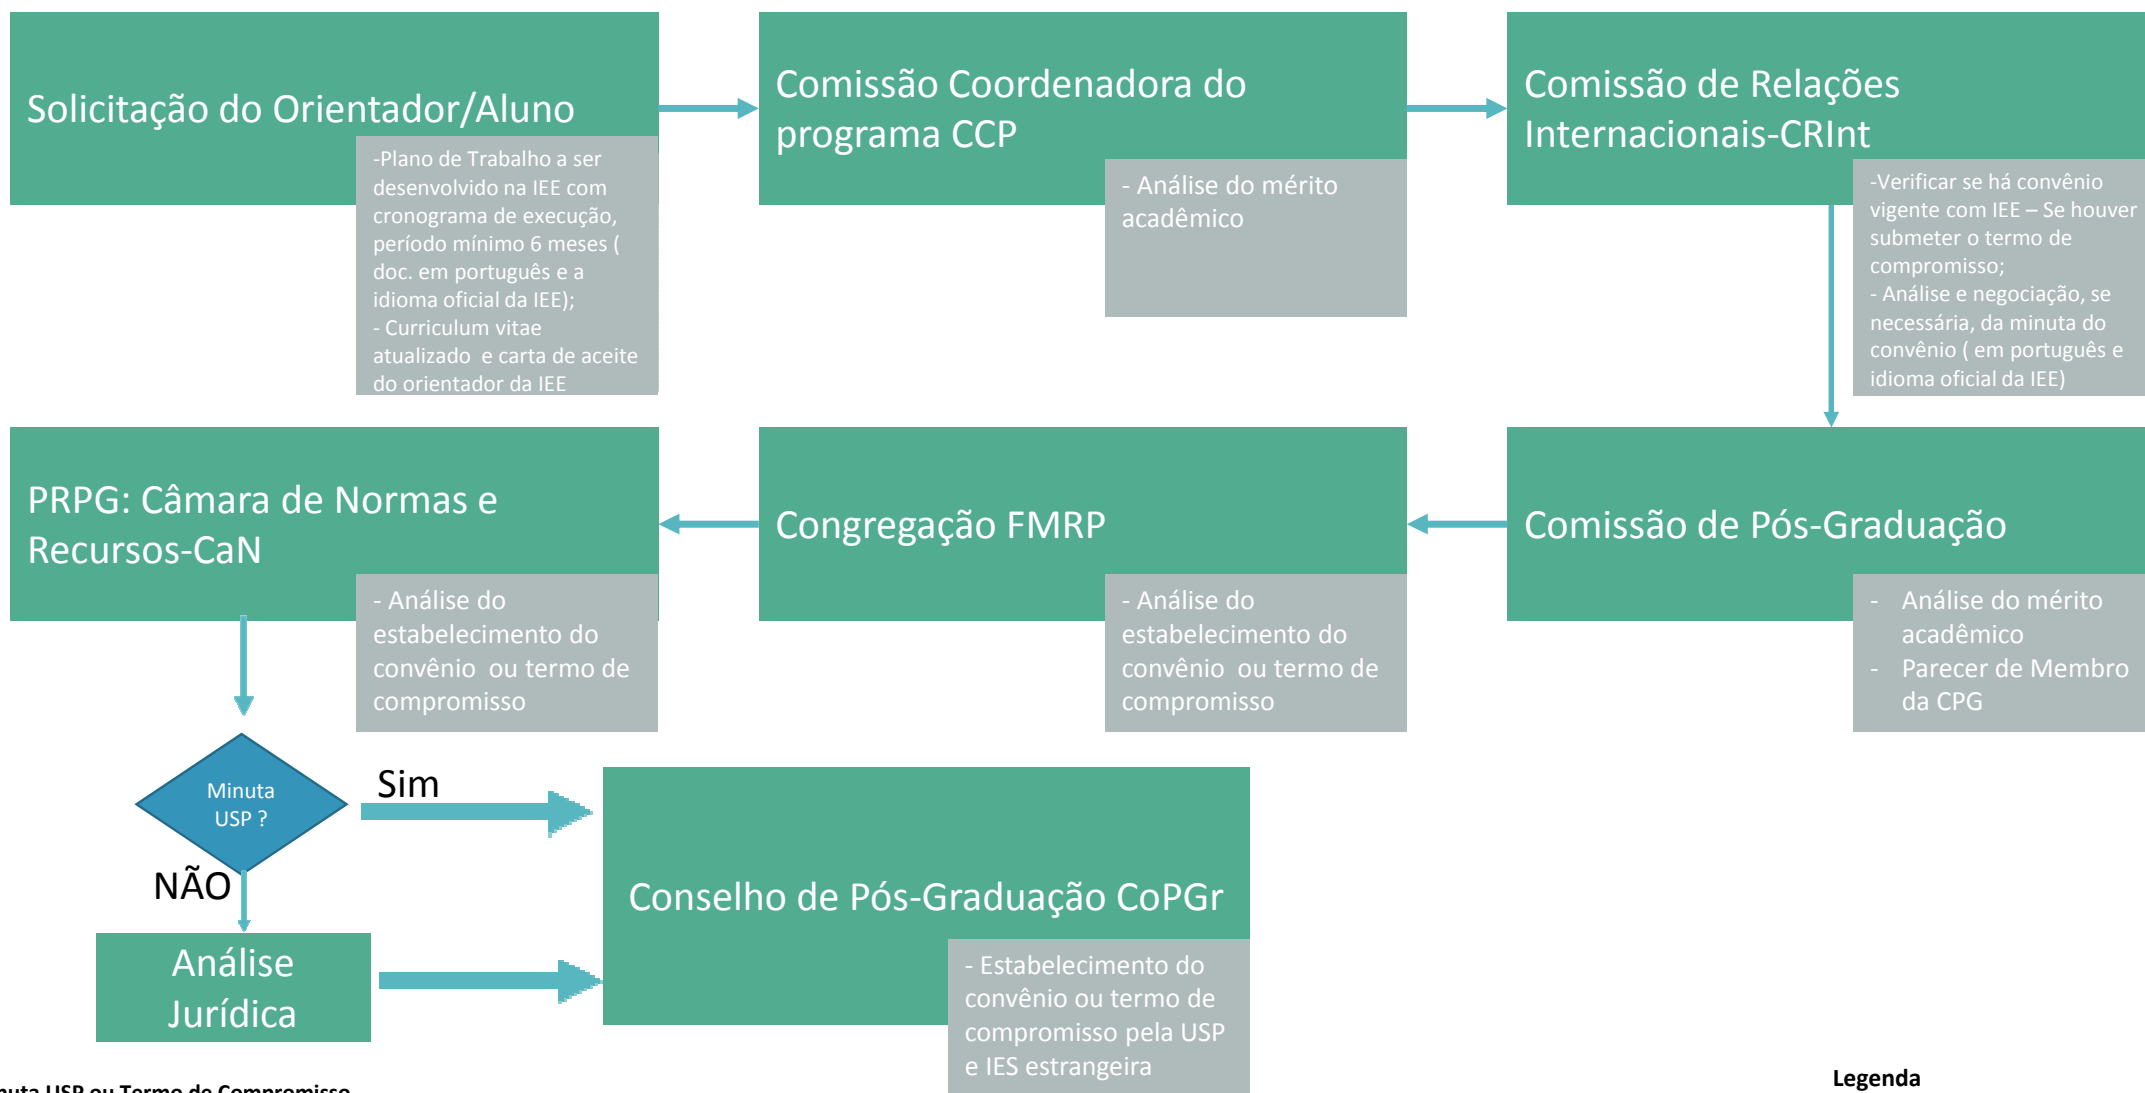 Solicitação do Orientador/Aluno
-Plano de Trabalho a ser
desenvolvido na IEE com
cronograma de execução,
período mínimo 6 meses (
doc. em português e a
idioma oficial da IEE);
- Curriculum vitae
atualizado  e carta de aceite
do orientador da IEE
Comissão Coordenadora do
programa CCP
- Análise do mérito
acadêmico
Comissão de Relações
Internacionais-CRInt
-Verificar se há convênio
vigente com IEE – Se houver
submeter o termo de
compromisso;
- Análise e negociação, se
necessária, da minuta do
convênio ( em português e
idioma oficial da IEE)
Comissão de Pós-Graduação
- Análise do mérito
acadêmico
- Parecer de Membro
da CPG
Congregação FMRP
- Análise do
estabelecimento do
convênio  ou termo de
compromisso
PRPG: Câmara de Normas e
Recursos-CaN
- Análise do
estabelecimento do
convênio  ou termo de
compromisso
Minuta
USP ?
Sim
NÃO
Análise
Jurídica
Conselho de Pós-Graduação CoPGr
- Estabelecimento do
convênio ou termo de
compromisso pela USP
e IES estrangeira
USP ou Termo de Compromisso
Legenda